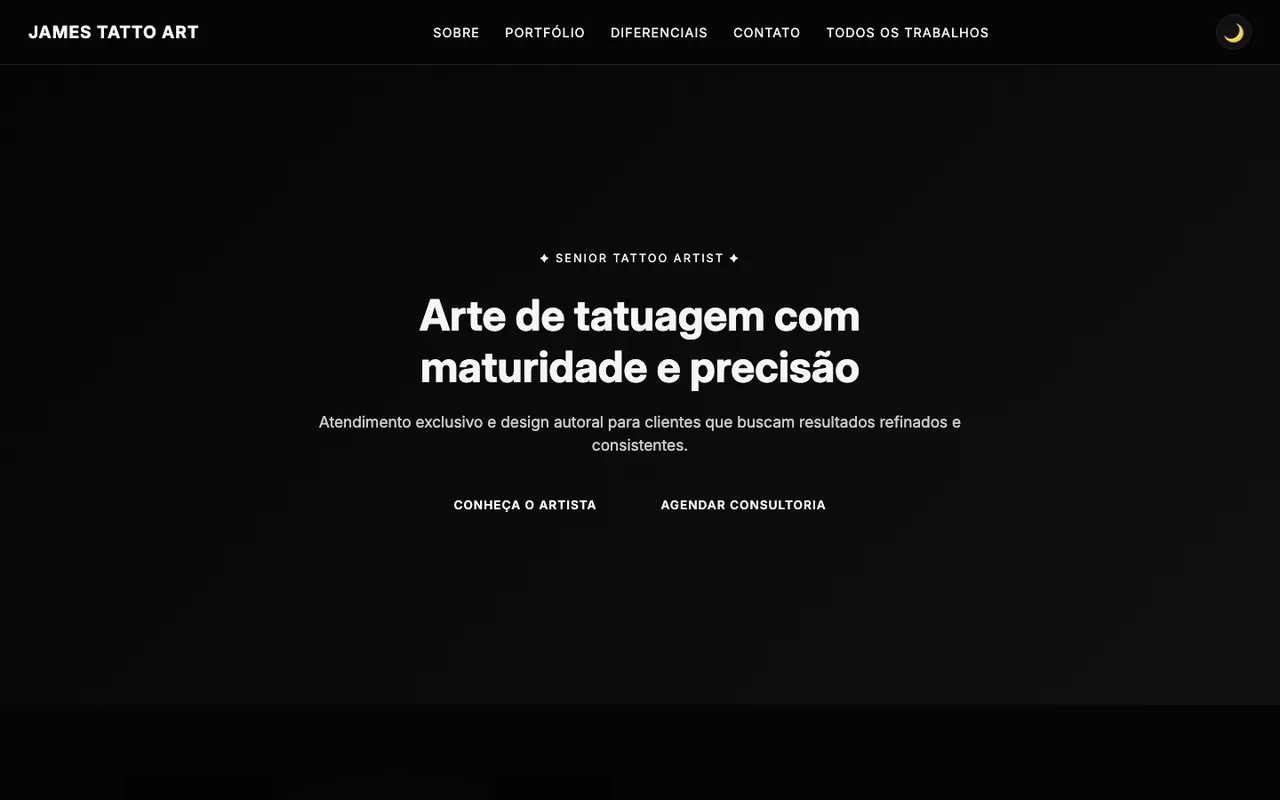 JAMES TATTO ART
SOBRE PORTFÓLIO DIFERENCIAIS CONTATO TODOS OS TRABALHOS
✦ SENIOR TATTOO ARTIST ✦
Arte de tatuagem com
maturidade e precisão
Atendimento exclusivo e design autoral para clientes que buscam resultados refinados e
consistentes.
CONHEÇA O ARTISTA AGENDAR CONSULTORIA